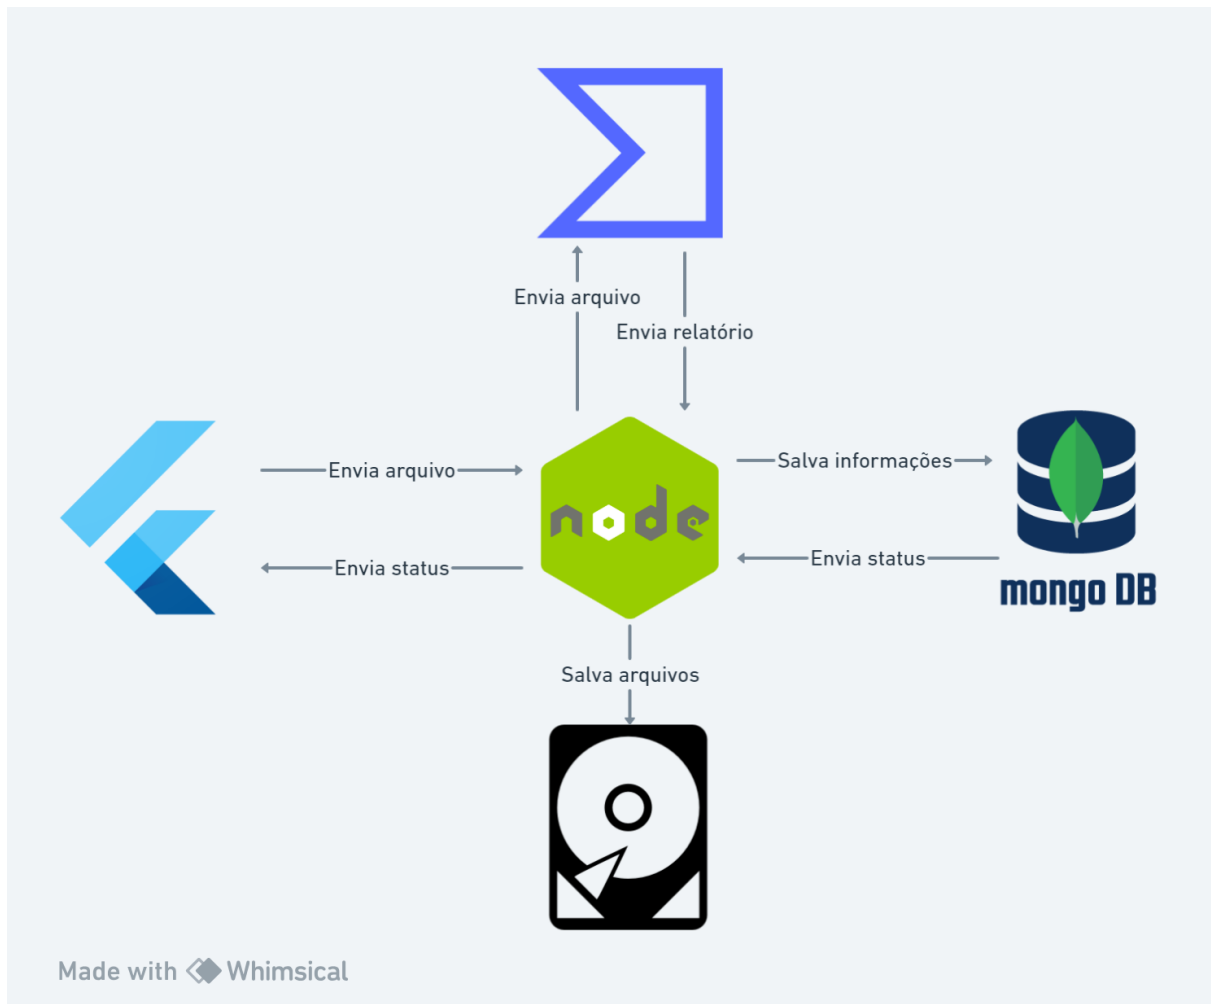 Envia arquivo
Envia relatório
Envia arquivo
node
Salva informações
Envia status
Envia status
mongo DB
Salva arquivos
Made with Whimsical